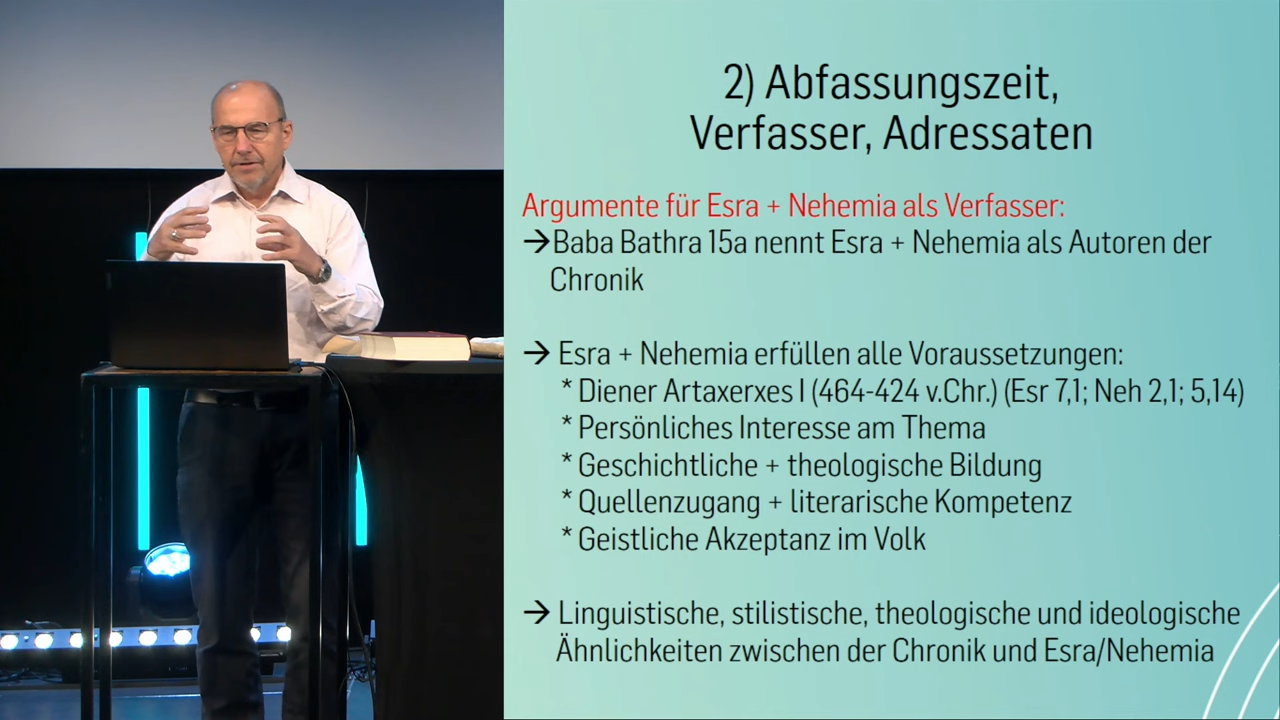 2) Abfassungszeit,
Verfasser, Adressaten
Argumente für Esra + Nehemia als Verfasser:
→Baba Bathra 15a nennt Esra + Nehemia als Autoren der
Chronik
→ Esra + Nehemia erfüllen alle Voraussetzungen:
* Diener Artaxerxes I (464-424 v.Chr.) (Esr 7,1; Neh 2,1; 5,14)
* Persönliches Interesse am Thema
* Geschichtliche + theologische Bildung
* Quellenzugang + literarische Kompetenz
* Geistliche Akzeptanz im Volk
→ Linguistische, stilistische, theologische und ideologische
Ähnlichkeiten zwischen der Chronik und Esra/Nehemia